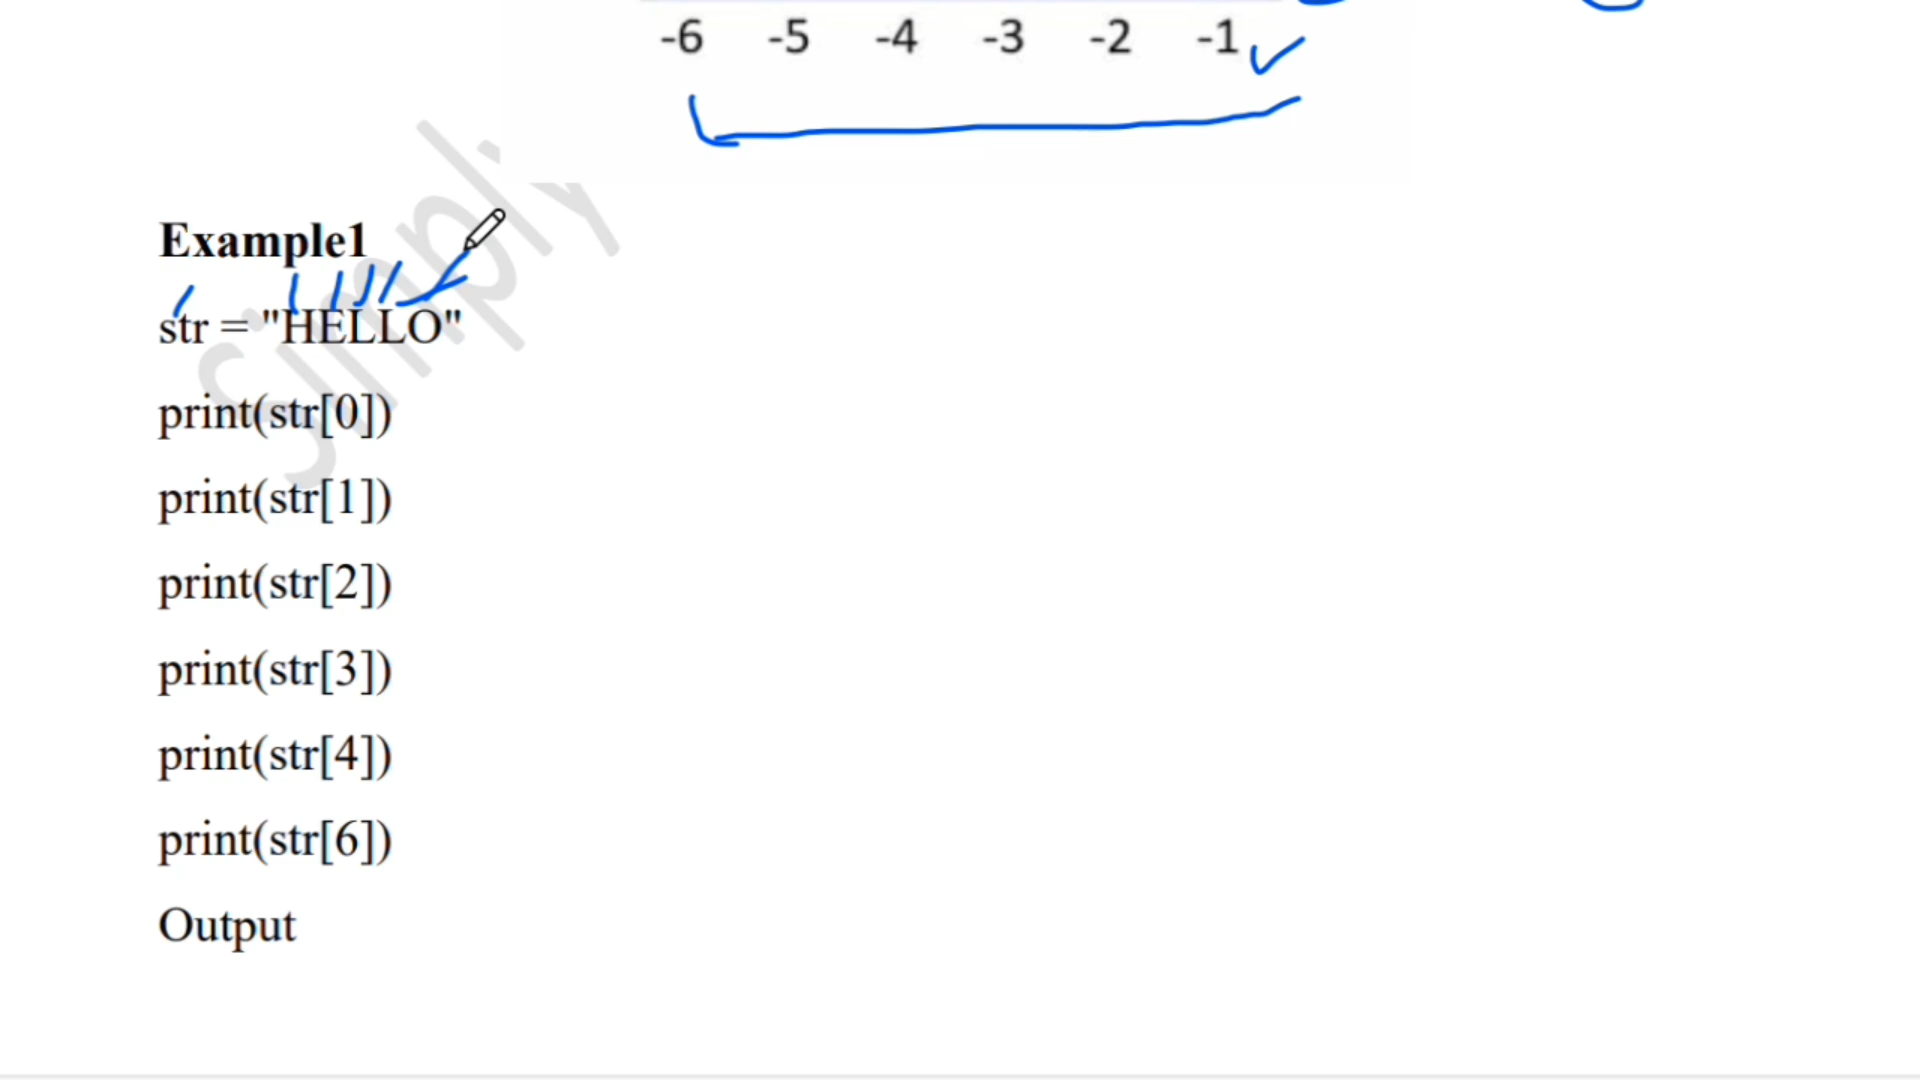 -6 -5 -4 -3 -2 -1
Simply
Example1
str = "HELLO"
print(str[0])
print(str[1])
print(str[2])
print(str[3])
print(str[4])
print(str[6])
Output